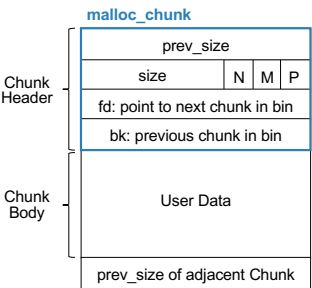 malloc_chunk
prev_size
size N M P
Chunk
Header
fd: point to next chunk in bin
bk: previous chunk in bin
Chunk
Body
User Data
prev_size of adjacent Chunk